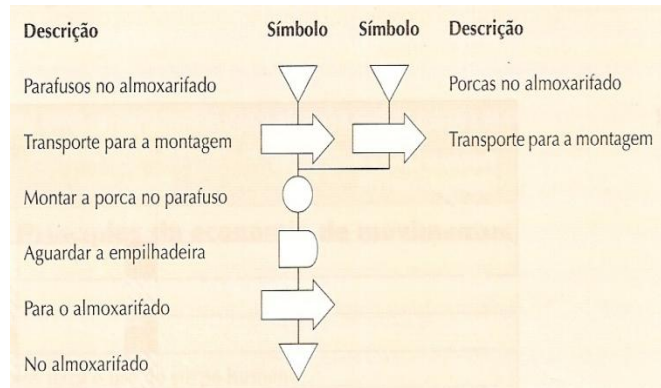 Descrição Símbolo Símbolo Descrição
Parafusos no almoxarifado Porcas no almoxarifado
Transporte para a montagem Transporte para a montagem
Montar a porca no parafuso
Aguardar a empilhadeira
Para o almoxarifado
No almoxarifado